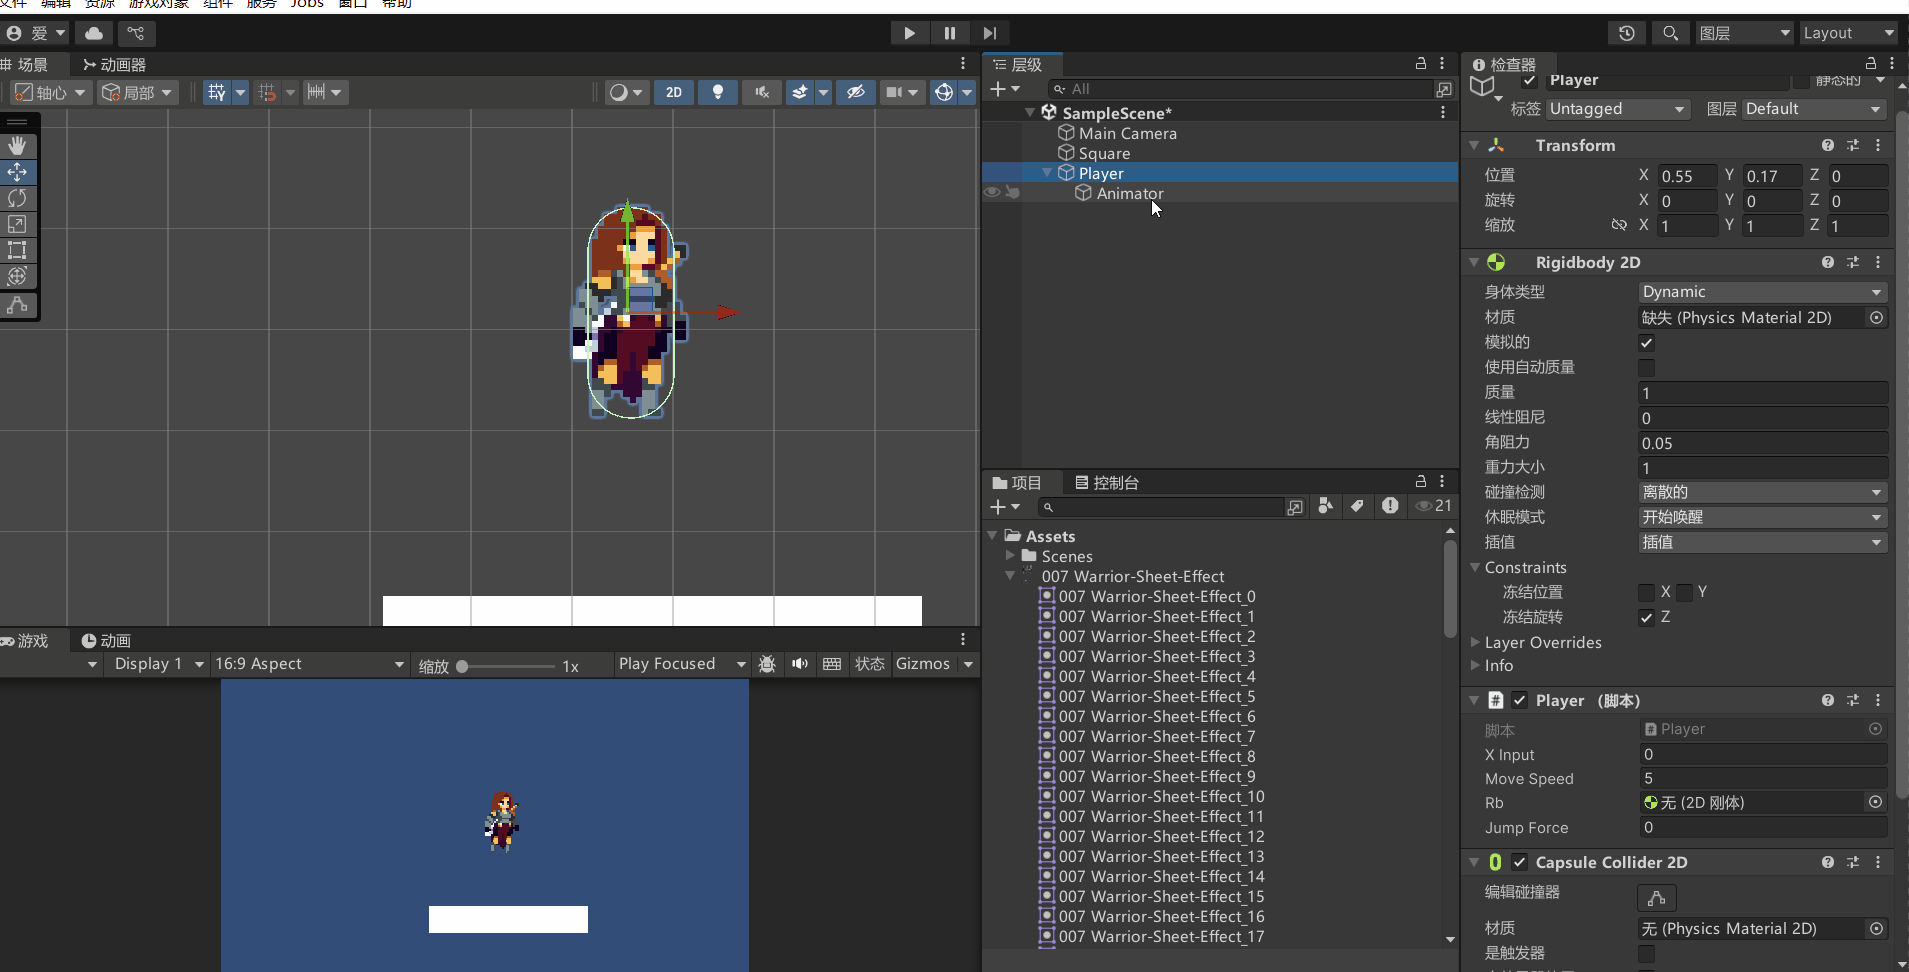 文件 编辑 资源 游戏对象 组件 服务 Jobs 窗口 帮助
爱
图层
Layout
场景
动画器
轴心
局部
2D
层级
All
SampleScene*
Main Camera
Square
Player
Animator
检查器
Player
静态的
标签 Untagged 图层 Default
Transform
位置 X 0.55 Y 0.17 Z 0
旋转 X 0 Y 0 Z 0
缩放 X 1 Y 1 Z 1
Rigidbody 2D
身体类型 Dynamic
材质 缺失 (Physics Material 2D)
模拟的
使用自动质量
质量 1
线性阻尼 0
角阻力 0.05
重力大小 1
碰撞检测 离散的
休眠模式 开始唤醒
插值 插值
Constraints
冻结位置 X Y
冻结旋转 Z
Layer Overrides
Info
Player （脚本）
脚本 Player
X Input 0
Move Speed 5
Rb 无 (2D 刚体)
Jump Force 0
Capsule Collider 2D
编辑碰撞器
材质 无 (Physics Material 2D)
是触发器
项目
控制台
21
Assets
Scenes
007 Warrior-Sheet-Effect
007 Warrior-Sheet-Effect_0
007 Warrior-Sheet-Effect_1
007 Warrior-Sheet-Effect_2
007 Warrior-Sheet-Effect_3
007 Warrior-Sheet-Effect_4
007 Warrior-Sheet-Effect_5
007 Warrior-Sheet-Effect_6
007 Warrior-Sheet-Effect_7
007 Warrior-Sheet-Effect_8
007 Warrior-Sheet-Effect_9
007 Warrior-Sheet-Effect_10
007 Warrior-Sheet-Effect_11
007 Warrior-Sheet-Effect_12
007 Warrior-Sheet-Effect_13
007 Warrior-Sheet-Effect_14
007 Warrior-Sheet-Effect_15
007 Warrior-Sheet-Effect_16
007 Warrior-Sheet-Effect_17
游戏
动画
Display 1
16:9 Aspect
缩放 1x
Play Focused
状态
Gizmos